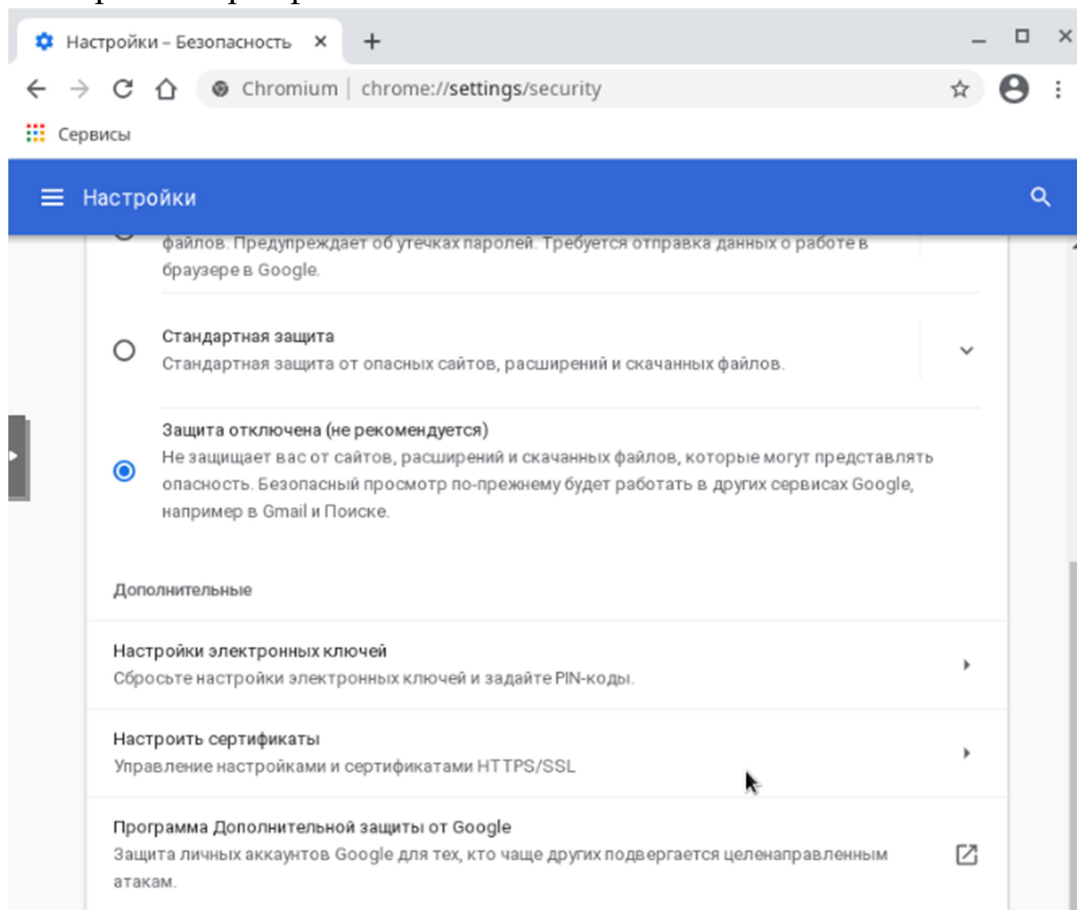 Настройки – Безопасность
Chromium | chrome://settings/security
Сервисы
Настройки
файлов. Предупреждает об утечках паролей. Требуется отправка данных о работе в
браузере в Google.
Стандартная защита
Стандартная защита от опасных сайтов, расширений и скачанных файлов.
Защита отключена (не рекомендуется)
Не защищает вас от сайтов, расширений и скачанных файлов, которые могут представлять
опасность. Безопасный просмотр по-прежнему будет работать в других сервисах Google,
например в Gmail и Поиске.
Дополнительные
Настройки электронных ключей
Сбросьте настройки электронных ключей и задайте PIN-коды.
Настроить сертификаты
Управление настройками и сертификатами HTTPS/SSL
Программа Дополнительной защиты от Google
Защита личных аккаунтов Google для тех, кто чаще других подвергается целенаправленным
атакам.